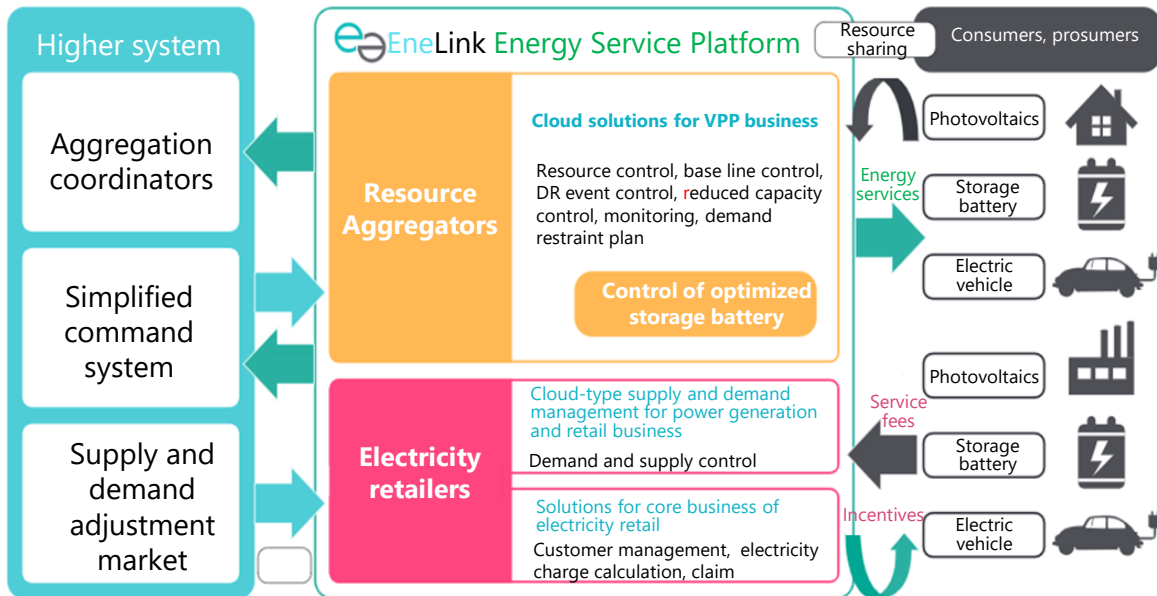 Higher system
Aggregation
coordinators
Simplified
command
system
Supply and
demand
adjustment
market
EneLink Energy Service Platform
Resource
Aggregators
Cloud solutions for VPP business
Resource control, base line control,
DR event control, reduced capacity
control, monitoring, demand
restraint plan
Control of optimized
storage battery
Electricity
retailers
Cloud-type supply and demand
management for power generation
and retail business
Demand and supply control
Solutions for core business of
electricity retail
Customer management, electricity
charge calculation, claim
Resource
sharing
Energy
services
Service
fees
Incentives
Consumers, prosumers
Photovoltaics
Storage
battery
Electric
vehicle
Photovoltaics
Storage
battery
Electric
vehicle